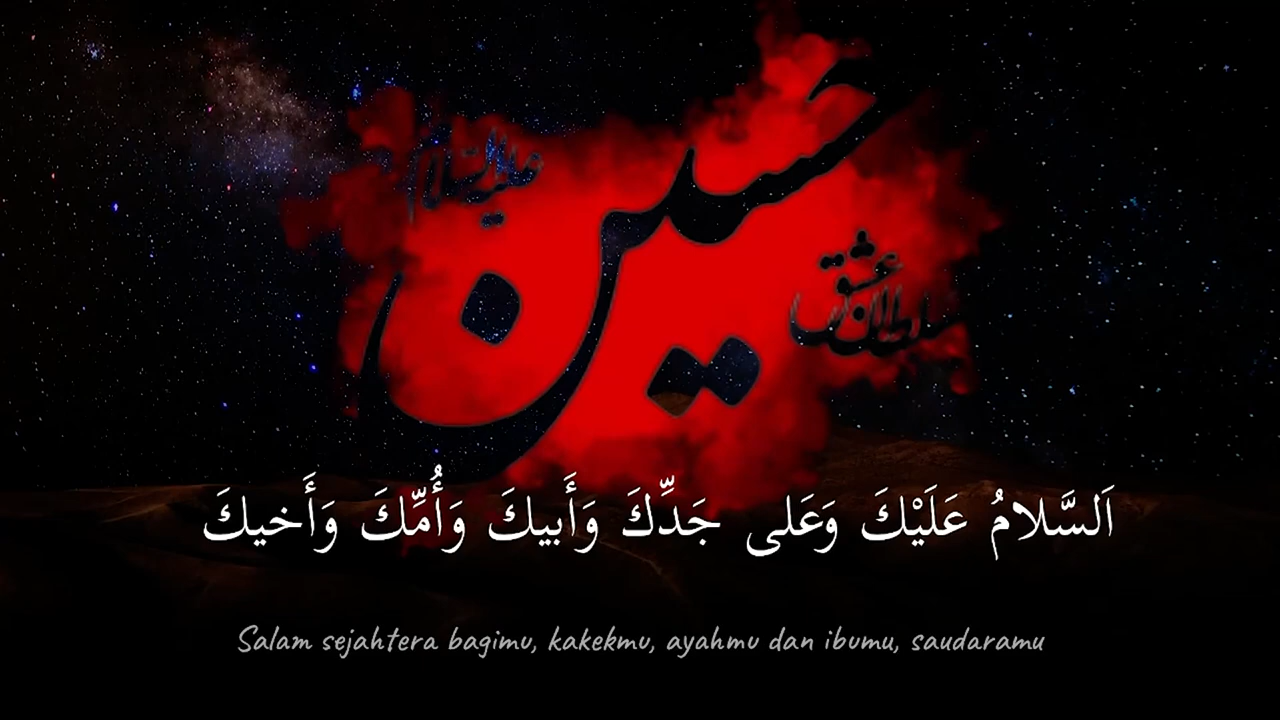 حسین
علیه السلام
سلطان عشق
اَلسَّلامُ عَلَيْكَ وَعَلى جَدِّكَ وَأَبيكَ وَأُمِّكَ وَأَخيكَ
Salam sejahtera bagimu, kakekmu, ayahmu dan ibumu, saudaramu